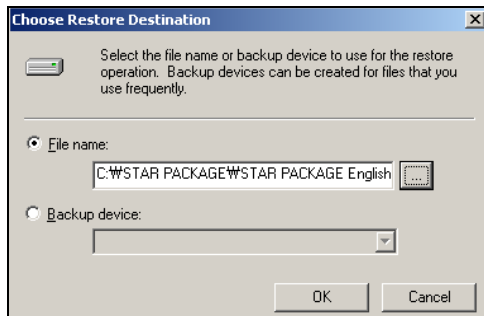 Choose Restore Destination
Select the file name or backup device to use for the restore
operation. Backup devices can be created for files that you
use frequently.
File name:
C:₩STAR PACKAGE₩STAR PACKAGE English
...
Backup device:
OK Cancel